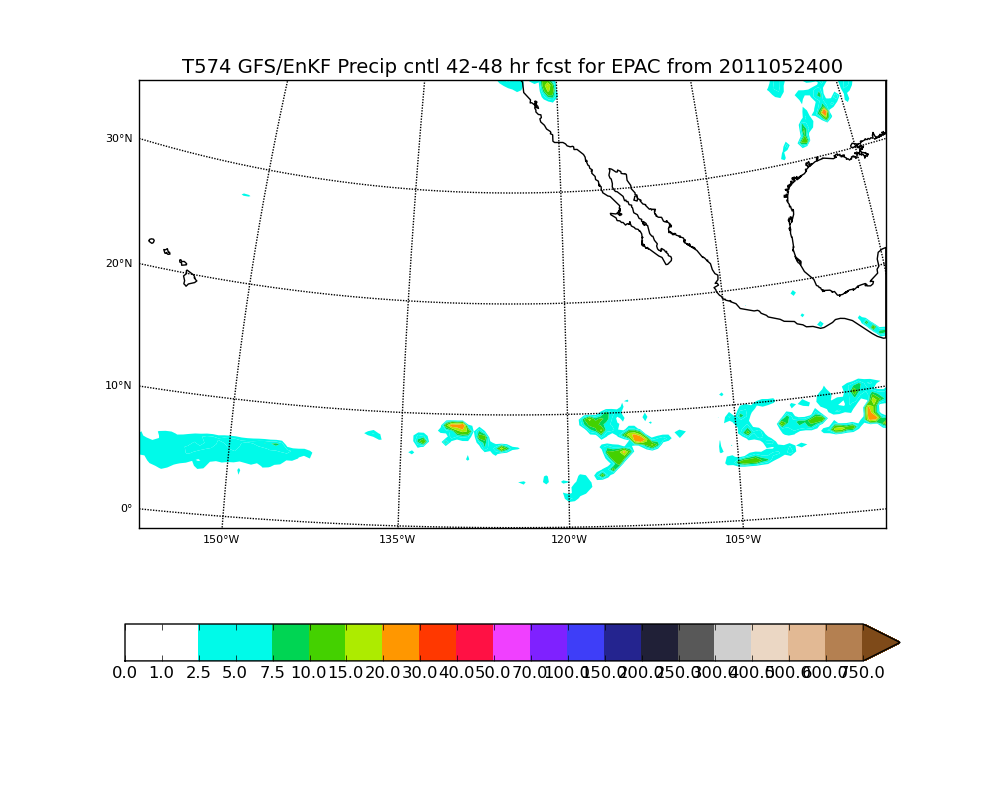 T574 GFS/EnKF Precip cntl 42-48 hr fcst for EPAC from 2011052400
30°N
20°N
10°N
0°
150°W 135°W 120°W 105°W
0.0 1.0 2.5 5.0 7.5 10.0 15.0 20.0 30.0 40.0 50.0 70.0 100.0 150.0 200.0 250.0 300.0 400.0 500.0 600.0 750.0